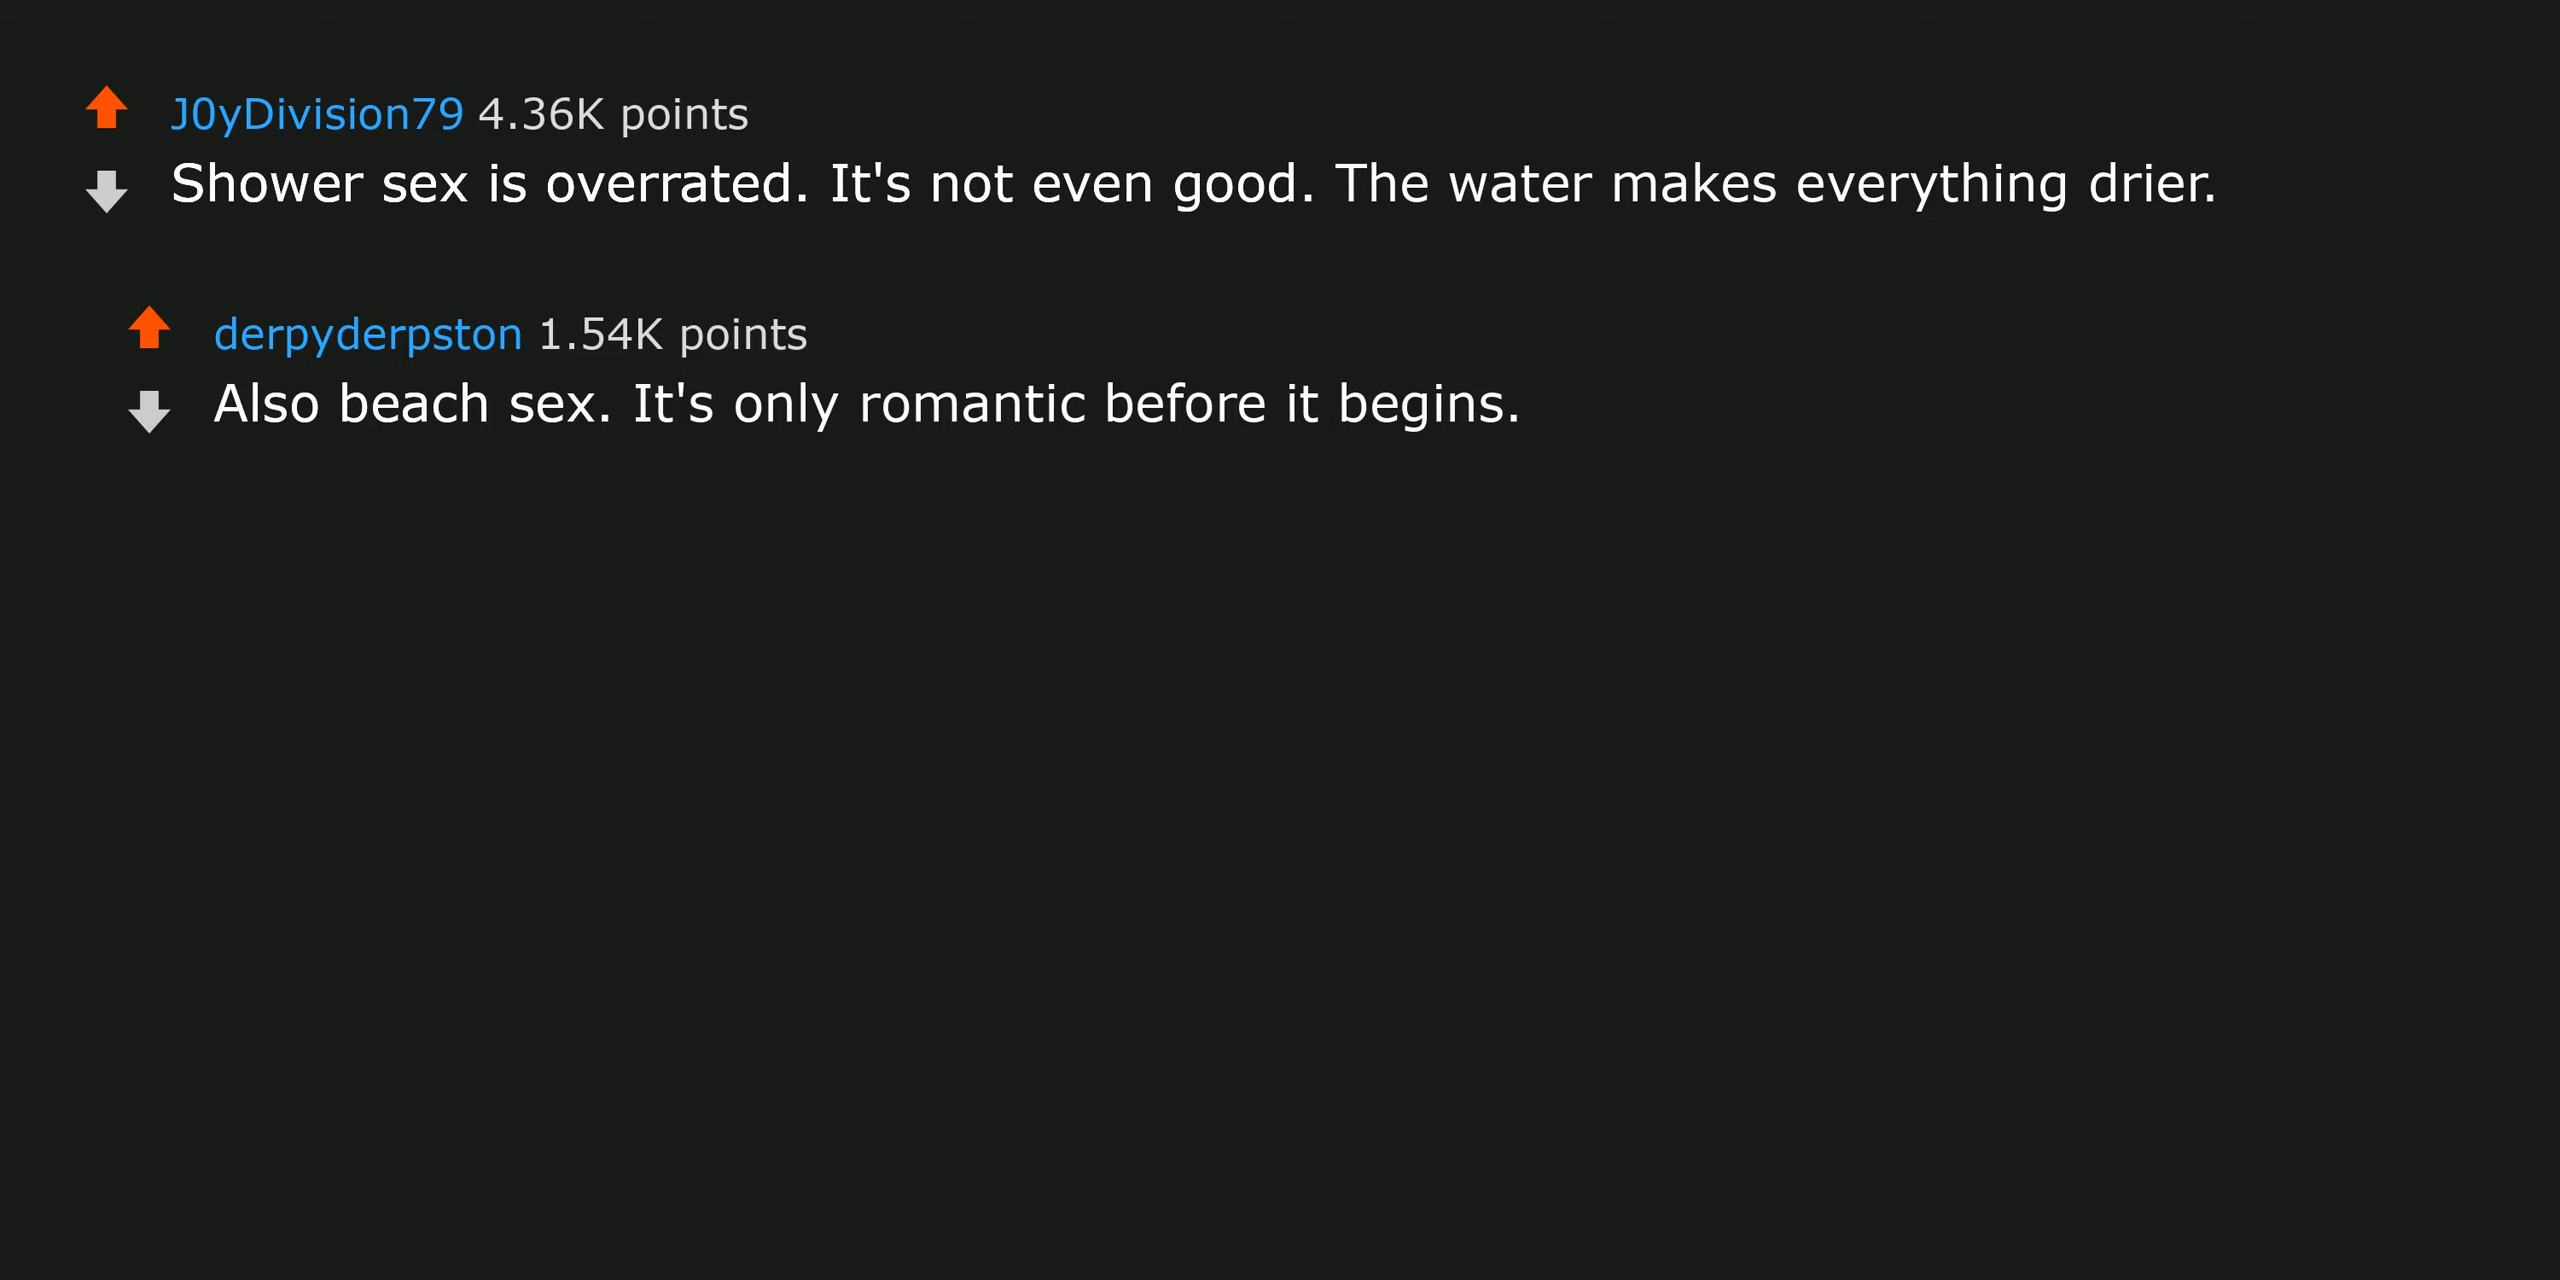 J0yDivision79 4.36K points
Shower sex is overrated. It's not even good. The water makes everything drier.
derpyderpston 1.54K points
Also beach sex. It's only romantic before it begins.